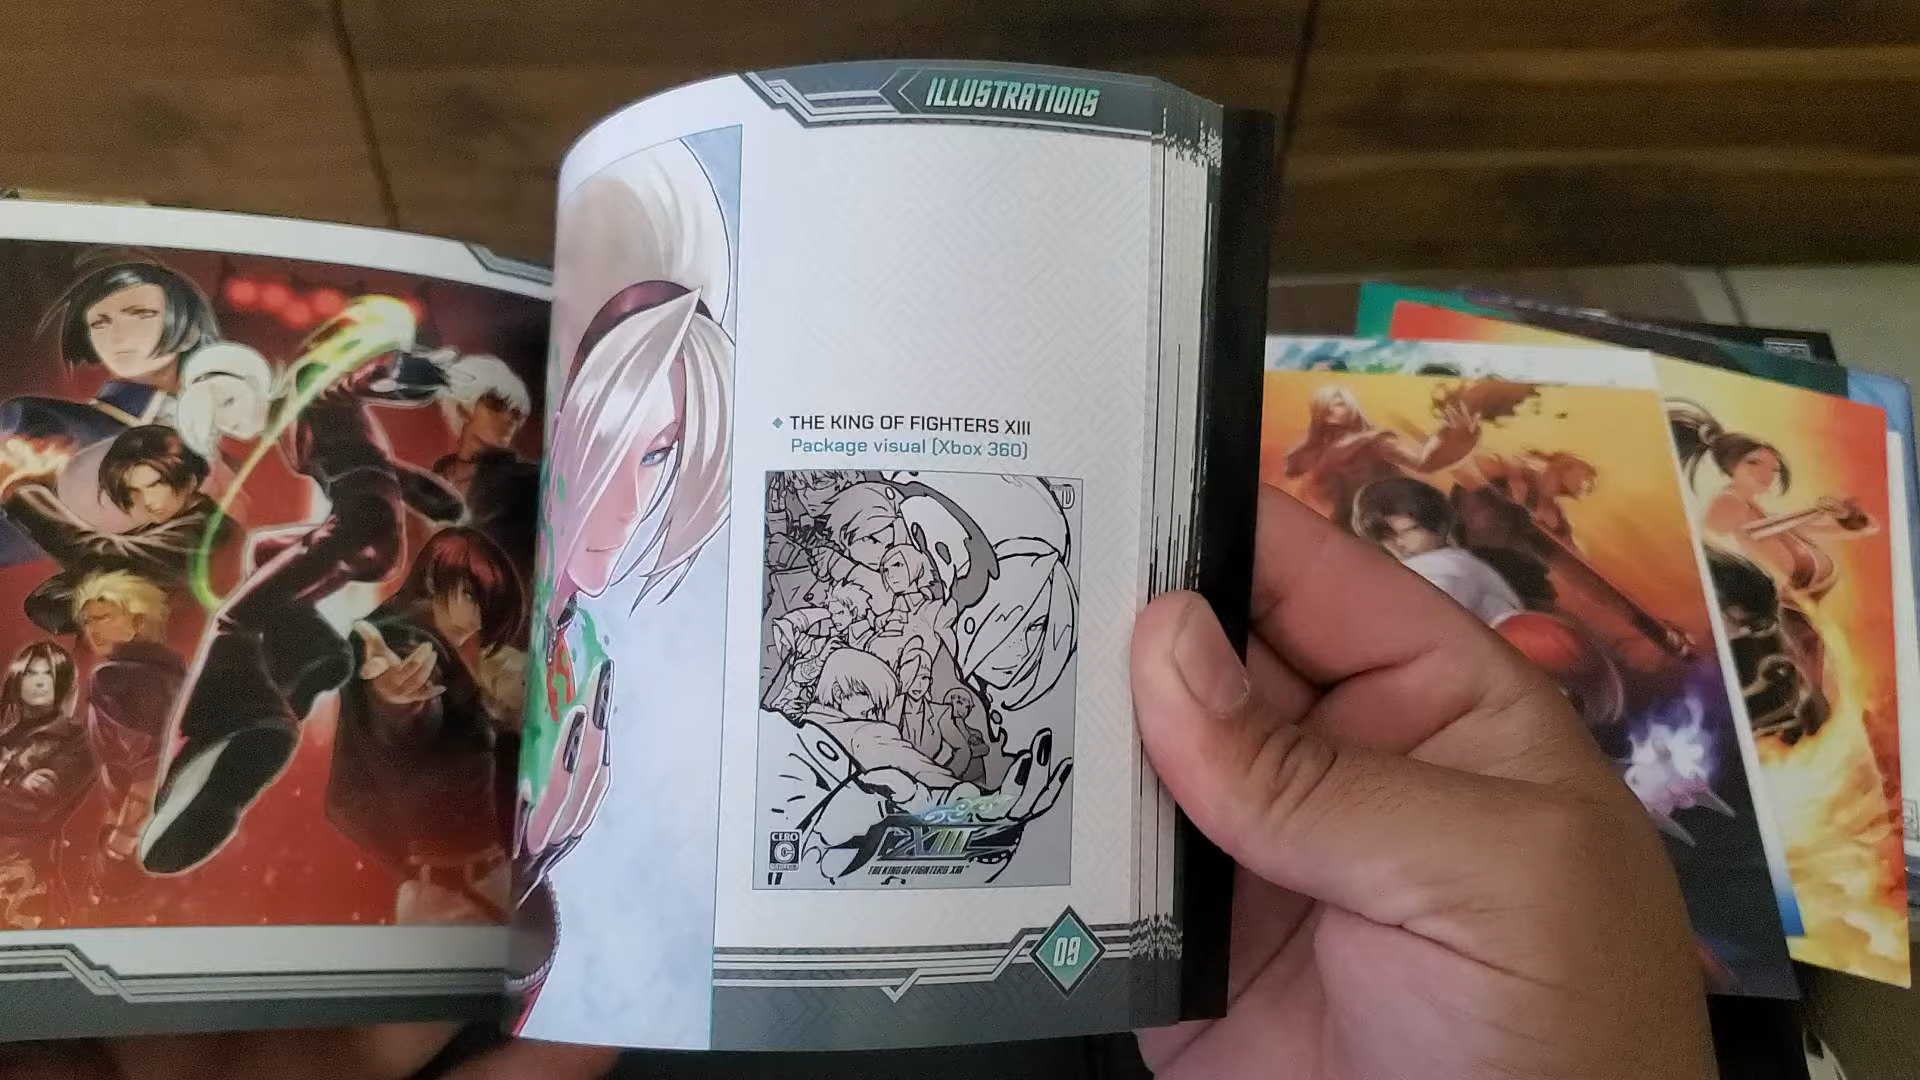 ILLUSTRATIONS
THE KING OF FIGHTERS XIII
Package visual (Xbox 360)
CERO
C
XIII
THE KING OF FIGHTERS XIII
09